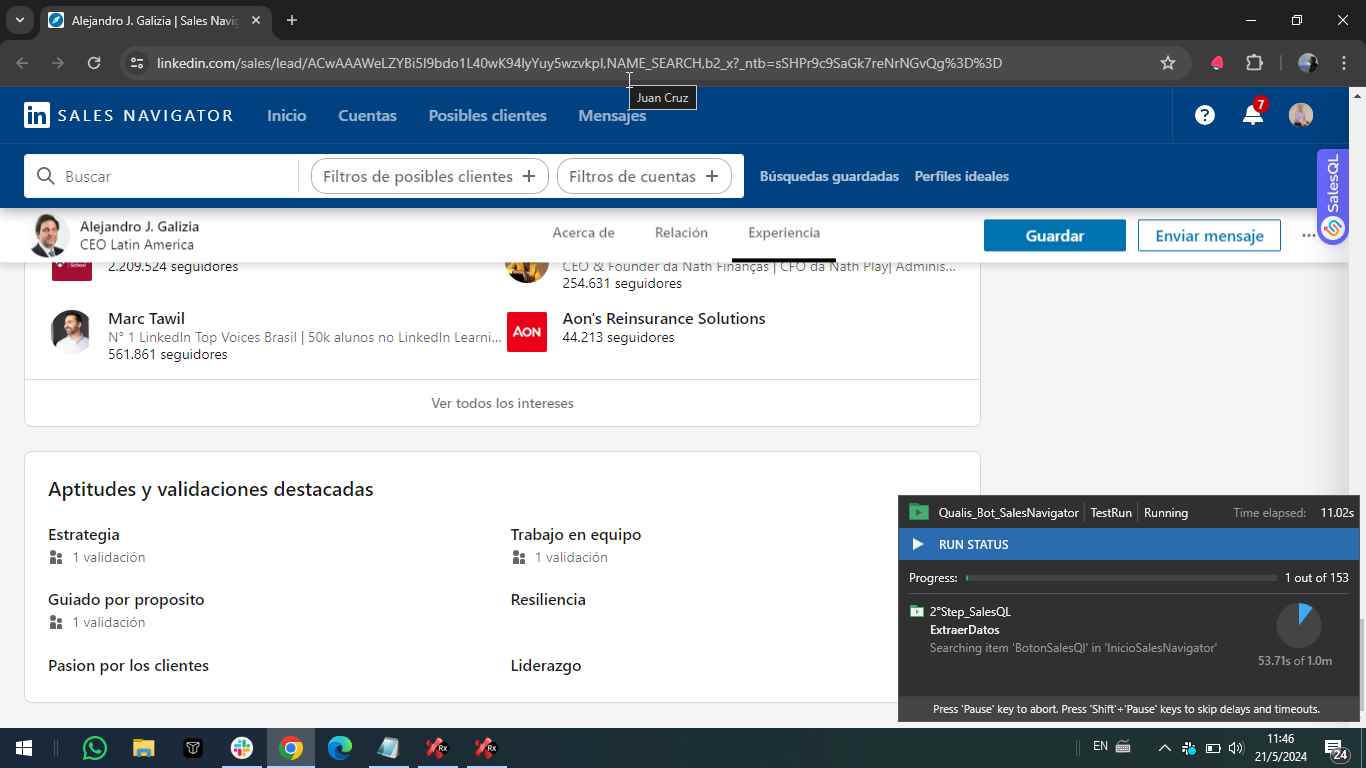 Alejandro J. Galizia | Sales Navig
linkedin.com/sales/lead/ACwAAAWeLZYBi5I9bdo1L40wK94lyYuy5wzvkpI,NAME_SEARCH,b2_x?_ntb=sSHPr9c9SaGk7reNrNGvQg%3D%3D
Juan Cruz
in SALES NAVIGATOR
Inicio
Cuentas
Posibles clientes
Mensajes
7
Buscar
Filtros de posibles clientes +
Filtros de cuentas +
Búsquedas guardadas
Perfiles ideales
SalesQL
Alejandro J. Galizia
CEO Latin America
Acerca de
Relación
Experiencia
Guardar
Enviar mensaje
2.209.524 seguidores
CEO & Founder da Nath Finanças | CFO da Nath Play| Adminis...
254.631 seguidores
Marc Tawil
N° 1 LinkedIn Top Voices Brasil | 50k alunos no LinkedIn Learni...
561.861 seguidores
AON
Aon's Reinsurance Solutions
44.213 seguidores
Ver todos los intereses
Aptitudes y validaciones destacadas
Estrategia
1 validación
Trabajo en equipo
1 validación
Guiado por proposito
1 validación
Resiliencia
Pasion por los clientes
Liderazgo
Qualis_Bot_SalesNavigator | TestRun | Running
Time elapsed: 11.02s
RUN STATUS
Progress: 1 out of 153
2°Step_SalesQL
ExtraerDatos
Searching item 'BotonSalesQl' in 'InicioSalesNavigator'
53.71s of 1.0m
Press 'Pause' key to abort. Press 'Shift'+'Pause' keys to skip delays and timeouts.
Rx
Rx
EN
11:46
21/5/2024
24